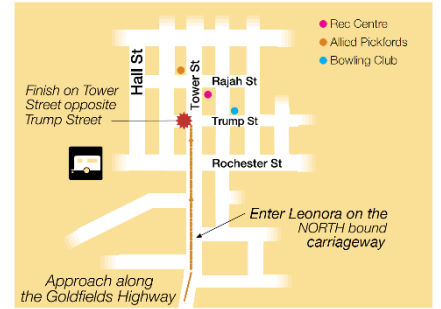 Rec Centre
Allied Pickfords
Bowling Club
Hall St
Tower St
Rajah St
Finish on Tower
Street opposite
Trump Street
Trump St
Rochester St
Enter Leonora on the
NORTH bound
carriageway
Approach along
the Goldfields Highway